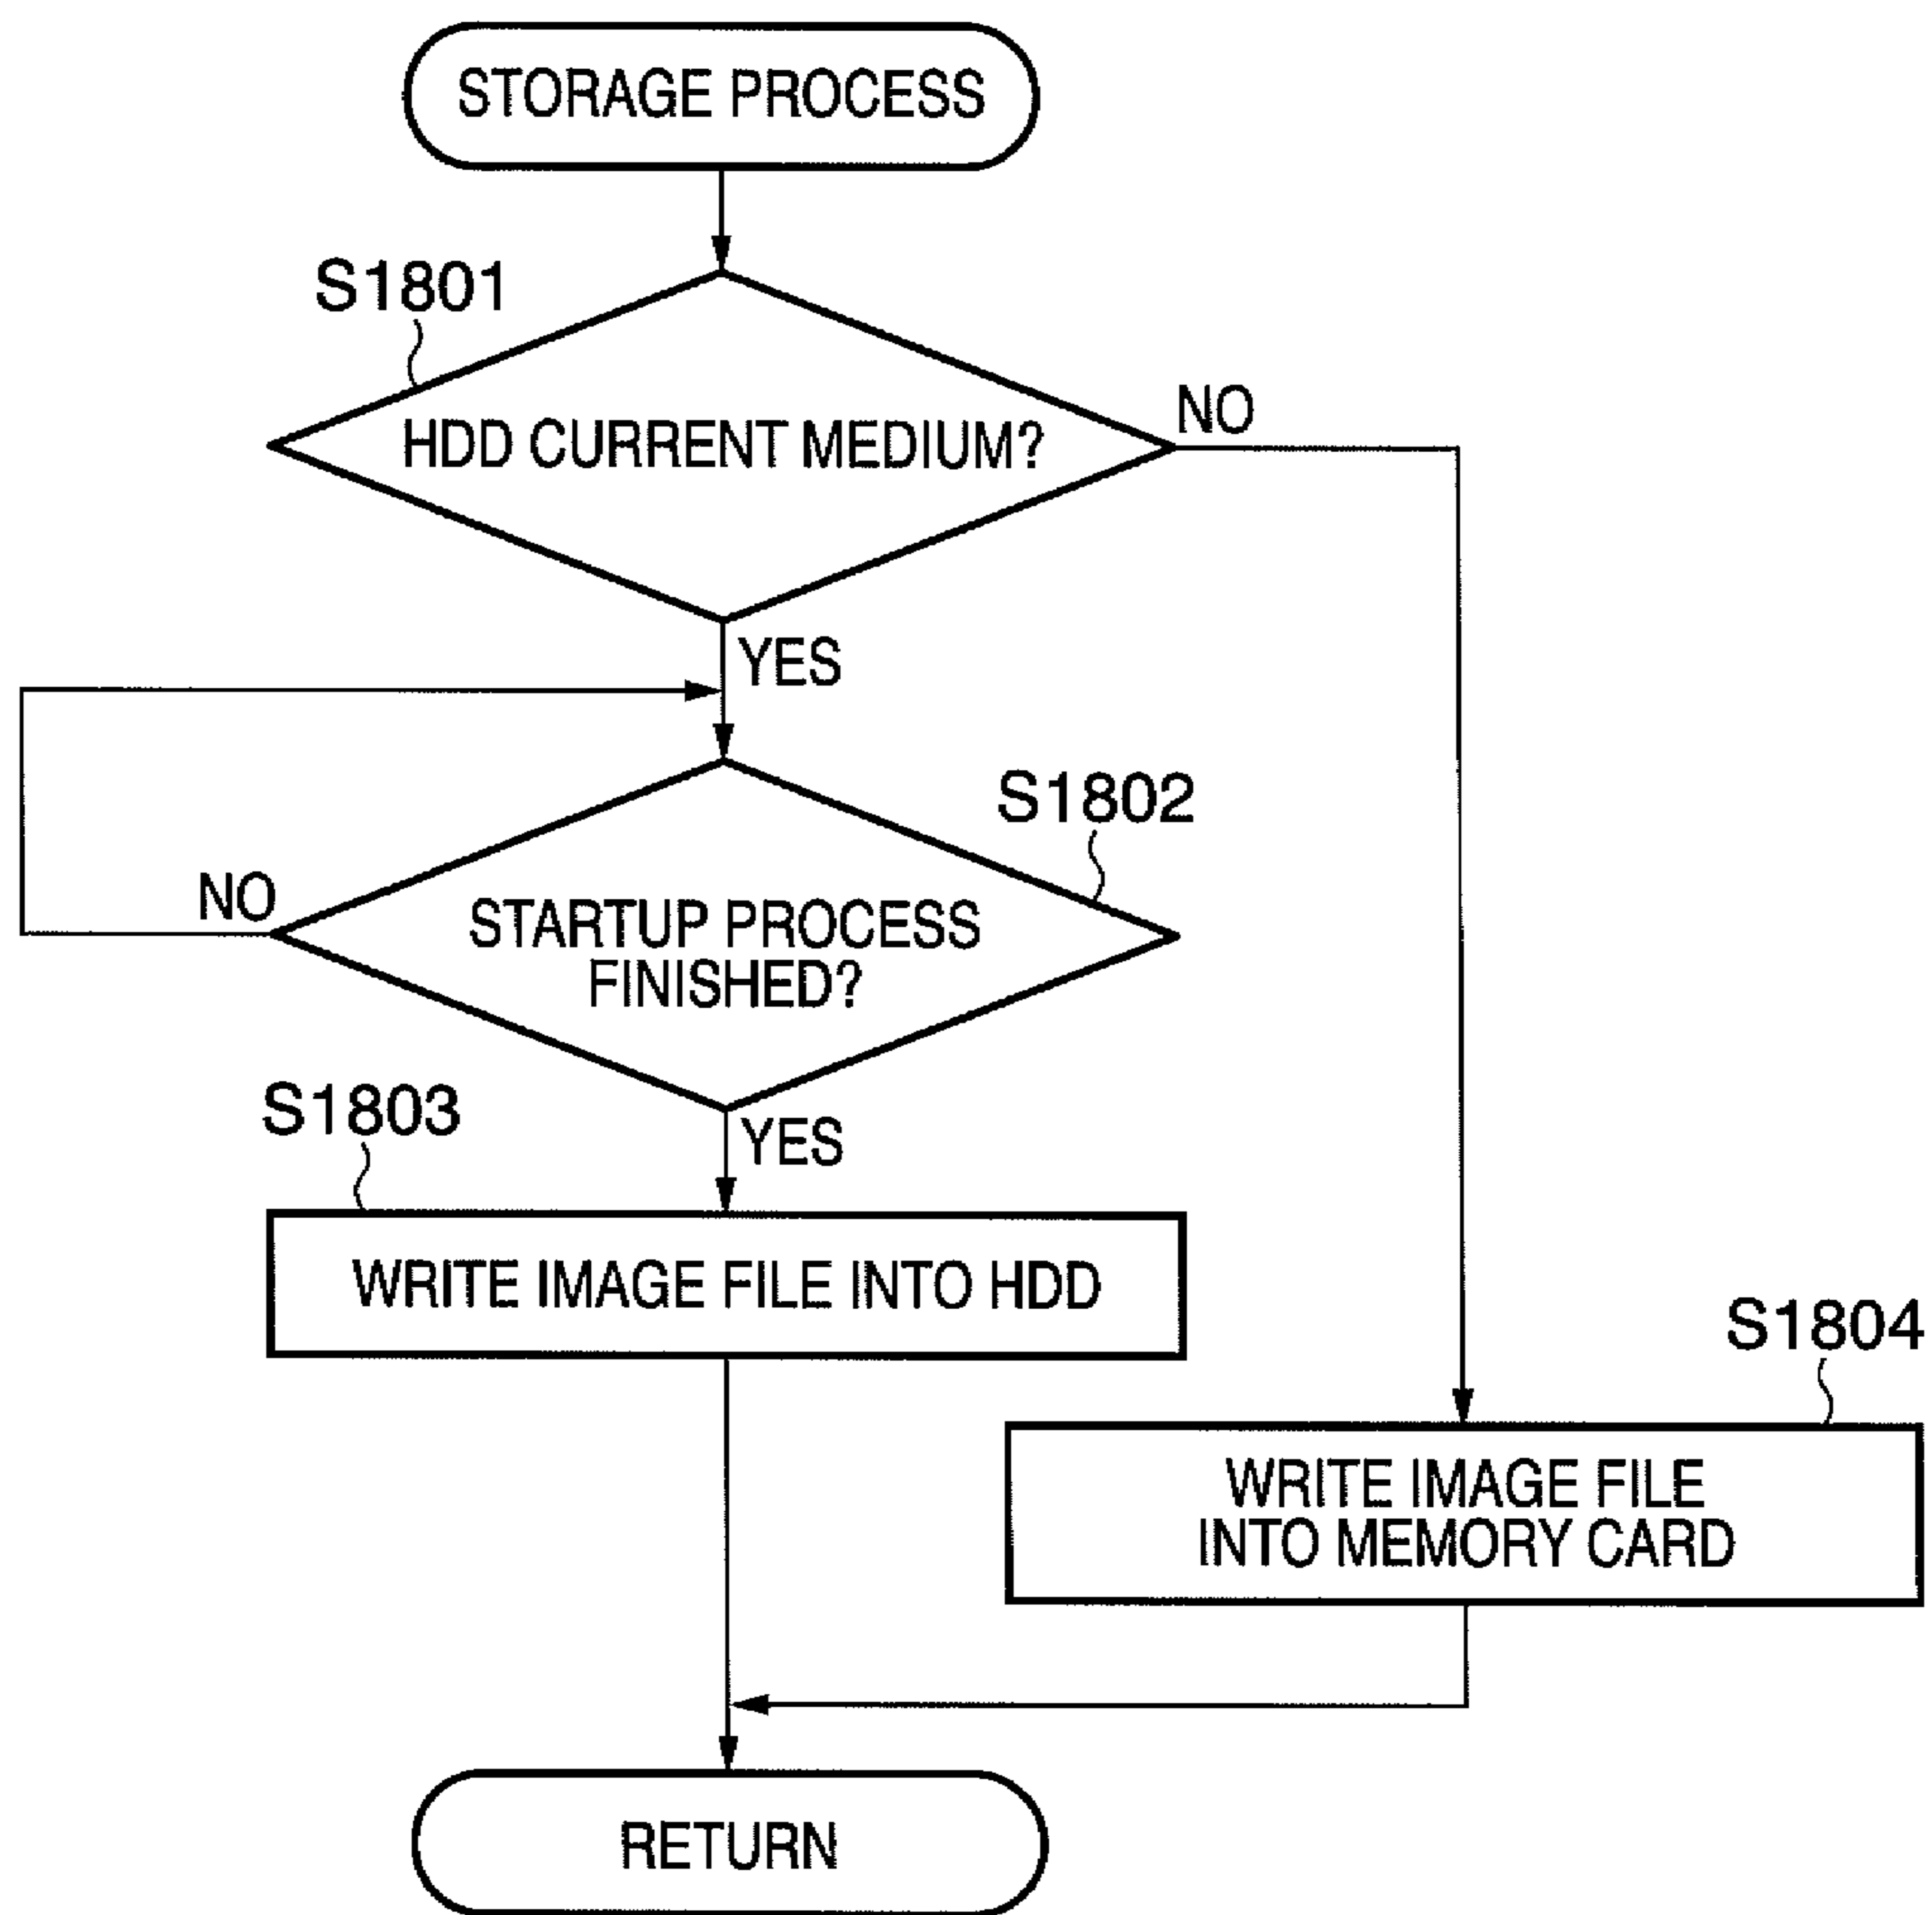 STORAGE PROCESS
S1801
HDD CURRENT MEDIUM?
NO
YES
S1802
NO
STARTUP PROCESS
FINISHED?
S1803
YES
WRITE IMAGE FILE INTO HDD
S1804
WRITE IMAGE FILE
INTO MEMORY CARD
RETURN